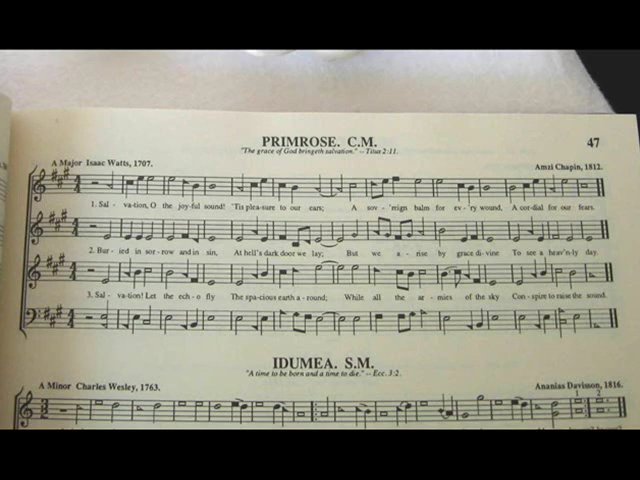 PRIMROSE. C.M. 47
"The grace of God bringeth salvation." -- Titus 2:11.
A Major Isaac Watts, 1707. Amzi Chapin, 1812.
1. Sal - va-tion, O the joy-ful sound! 'Tis plea-sure to our ears; A sov - 'reign balm for ev-'ry wound, A cor-dial for our fears.
2. Bur - ied in sor-row and in sin, At hell's dark door we lay; But we a - rise by grace di-vine To see a heav'n-ly day.
3. Sal - va-tion! Let the ech-o fly The spa-cious earth a-round; While all the ar - mies of the sky Con-spire to raise the sound.
IDUMEA. S.M.
"A time to be born and a time to die." -- Ecc. 3:2.
A Minor Charles Wesley, 1763. Ananias Davisson, 1816.
1 2